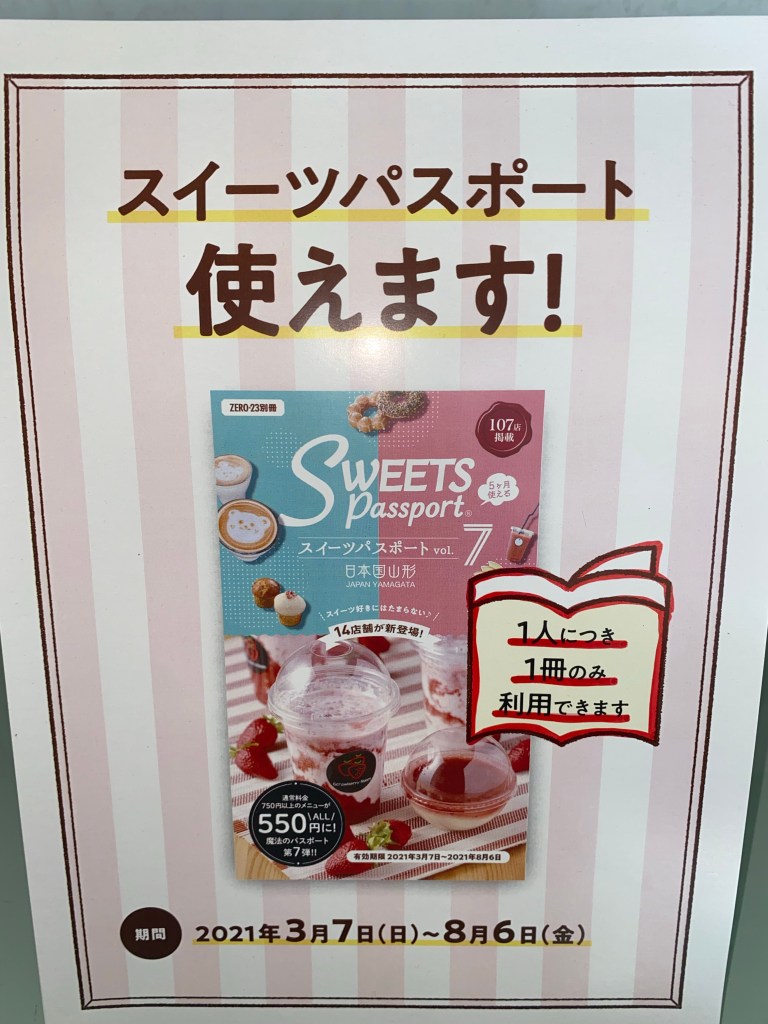 スイーツパスポート
使えます!
ZERO☆23別冊
107店
掲載
SWEETS
Passport®
5ヶ月
使える
スイーツパスポート vol. 7
日本国山形
JAPAN YAMAGATA
スイーツ好きにはたまらない♪
14店舗が新登場!
1人につき
1冊のみ
利用できます
通常料金
750円以上のメニューが
ALL
550円に!
魔法のパスポート
第7弾!!
有効期限 2021年3月7日~2021年8月6日
期間 2021年3月7日(日)~8月6日(金)